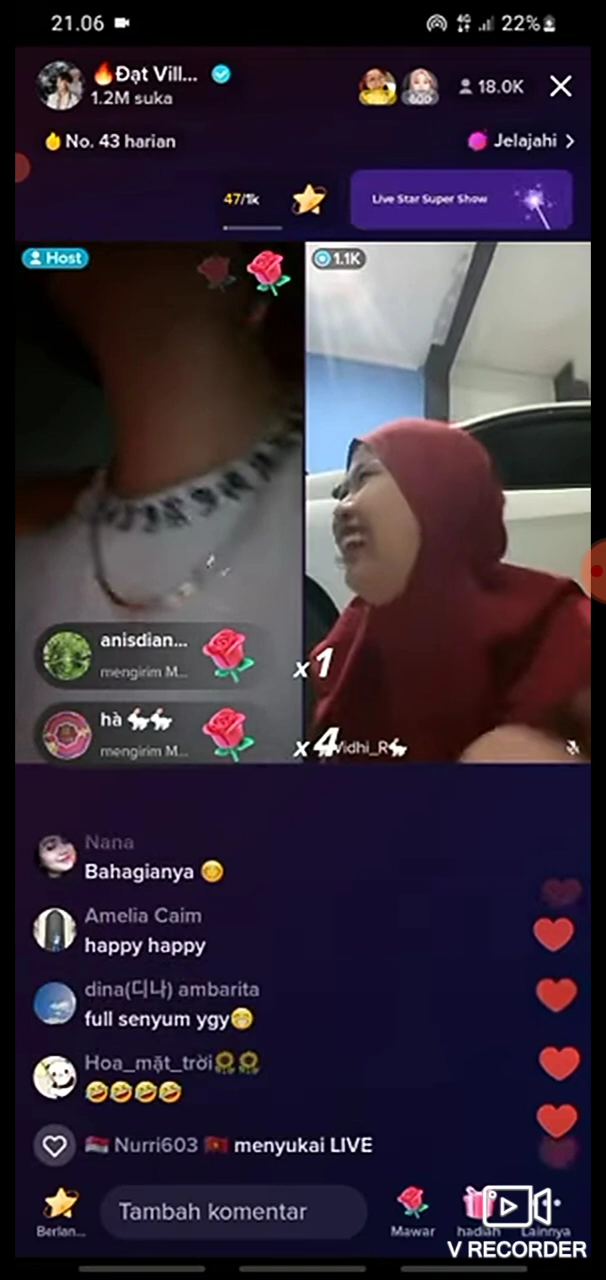 21.06
4G
22%
🔥Đạt Vill...
1.2M suka
18.0K
No. 43 harian
Jelajahi >
47/1k
Live Star Super Show
Host
1.1K
anisdian...
mengirim M...
x1
hà 🐇🐇
mengirim M...
x4
Vidhi_R🐇
Nana
Bahagianya 😊
Amelia Caim
happy happy
dina(디나) ambarita
full senyum ygy😁
Hoa_mặt_trời🌻🌻
🤣🤣🤣🤣
🇮🇩 Nurri603 🇻🇳 menyukai LIVE
Tambah komentar
Berlan...
Mawar
hadiah
Lainnya
V RECORDER